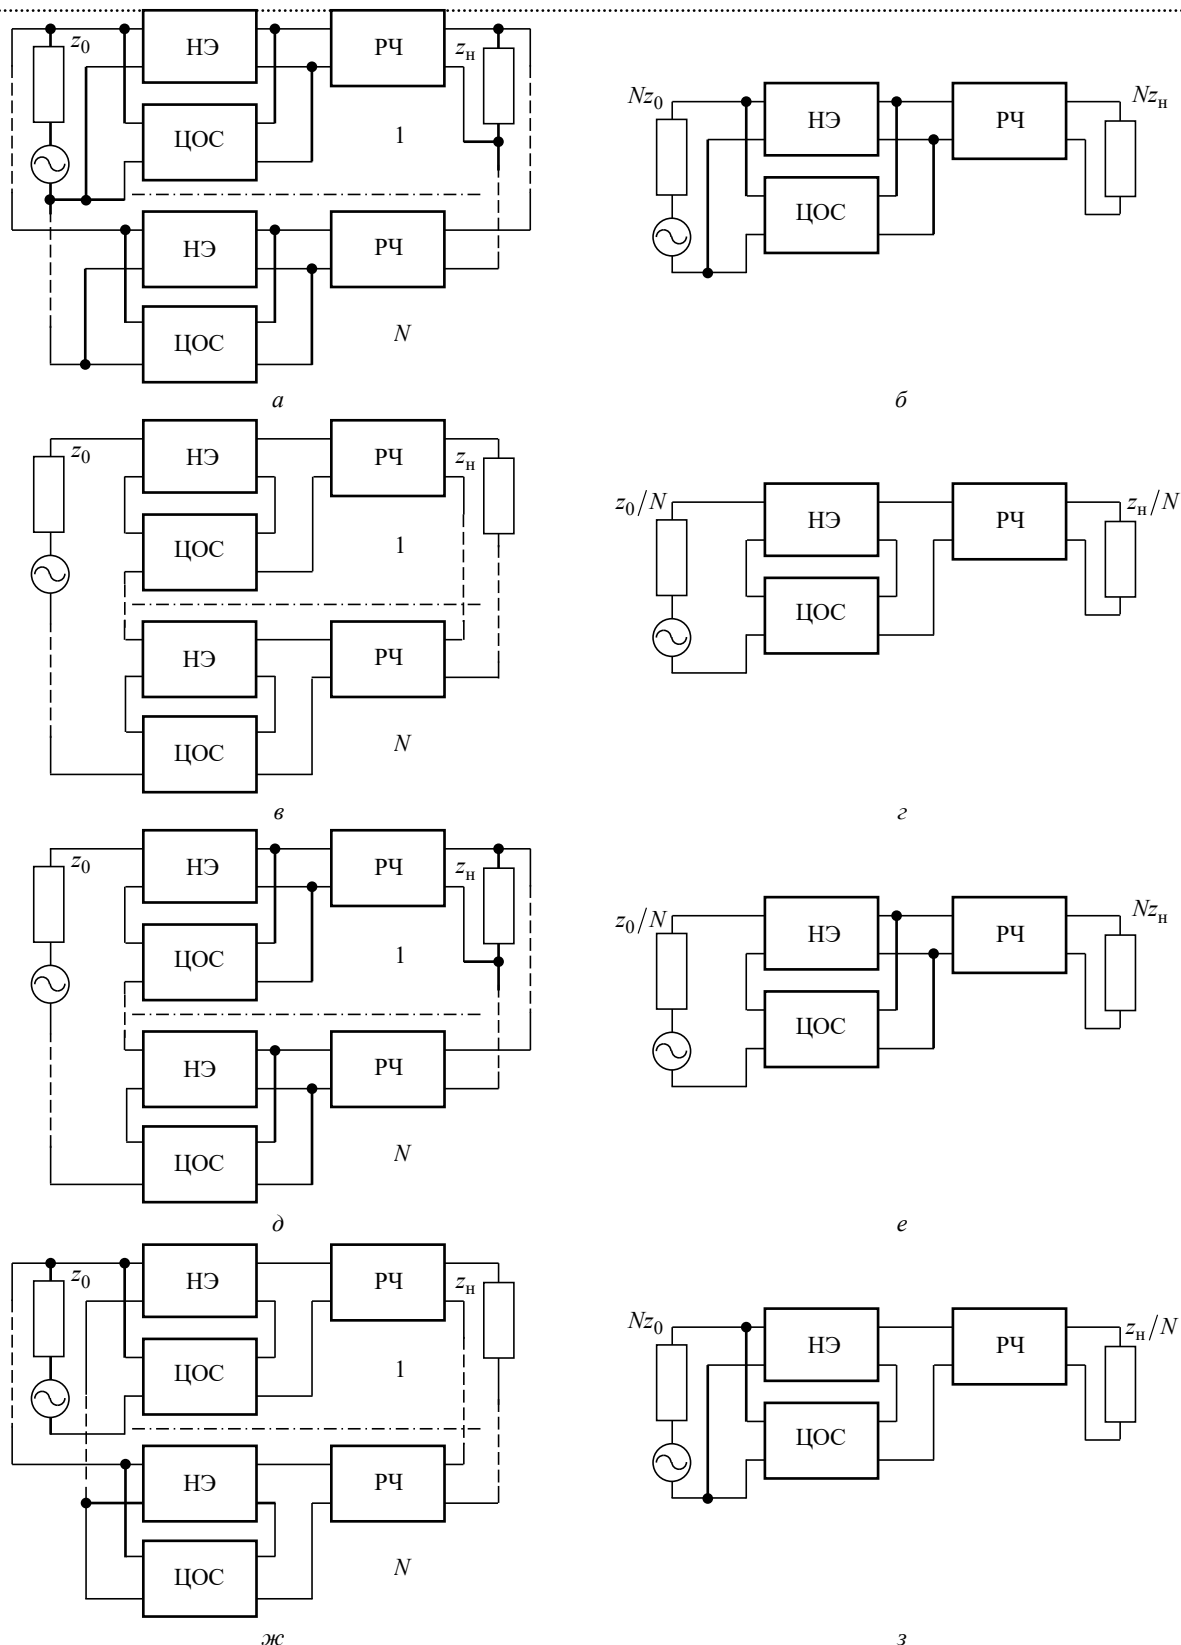 z0 НЭ РЧ zн
ЦОС 1
НЭ РЧ
ЦОС N
а
Nz0 НЭ РЧ Nzн
ЦОС
б
z0 НЭ РЧ zн
ЦОС 1
НЭ РЧ
ЦОС N
в
z0/N НЭ РЧ zн/N
ЦОС
г
z0 НЭ РЧ zн
ЦОС 1
НЭ РЧ
ЦОС N
д
z0/N НЭ РЧ Nzн
ЦОС
е
z0 НЭ РЧ zн
ЦОС 1
НЭ РЧ
ЦОС N
ж
Nz0 НЭ РЧ zн/N
ЦОС
з